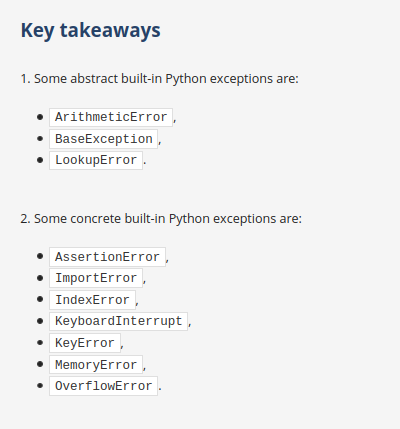 Key takeaways
1. Some abstract built-in Python exceptions are:
ArithmeticError,
BaseException,
LookupError.
2. Some concrete built-in Python exceptions are:
AssertionError,
ImportError,
IndexError,
KeyboardInterrupt,
KeyError,
MemoryError,
OverflowError.